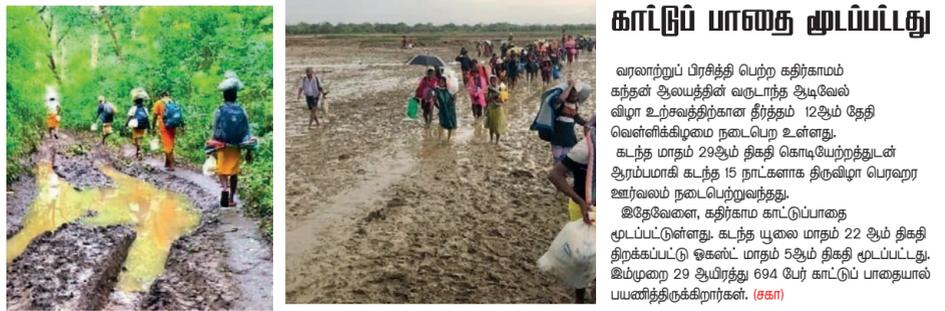 காட்டுப் பாதை மூடப்பட்டது
வரலாற்றுப் பிரசித்தி பெற்ற கதிர்காமம்
கந்தன் ஆலயத்தின் வருடாந்த ஆடிவேல்
விழா உற்சவத்திற்கான தீர்த்தம் 12ஆம் தேதி
வெள்ளிக்கிழமை நடைபெற உள்ளது.
கடந்த மாதம் 29ஆம் திகதி கொடியேற்றத்துடன்
ஆரம்பமாகி கடந்த 15 நாட்களாக திருவிழா பெரஹர
ஊர்வலம் நடைபெற்றுவந்தது.
இதேவேளை, கதிர்காம காட்டுப்பாதை
மூடப்பட்டுள்ளது. கடந்த யூலை மாதம் 22 ஆம் திகதி
திறக்கப்பட்டு ஓகஸ்ட் மாதம் 5ஆம் திகதி மூடப்பட்டது.
இம்முறை 29 ஆயிரத்து 694 பேர் காட்டுப் பாதையால்
பயணித்திருக்கிறார்கள். (சகா)